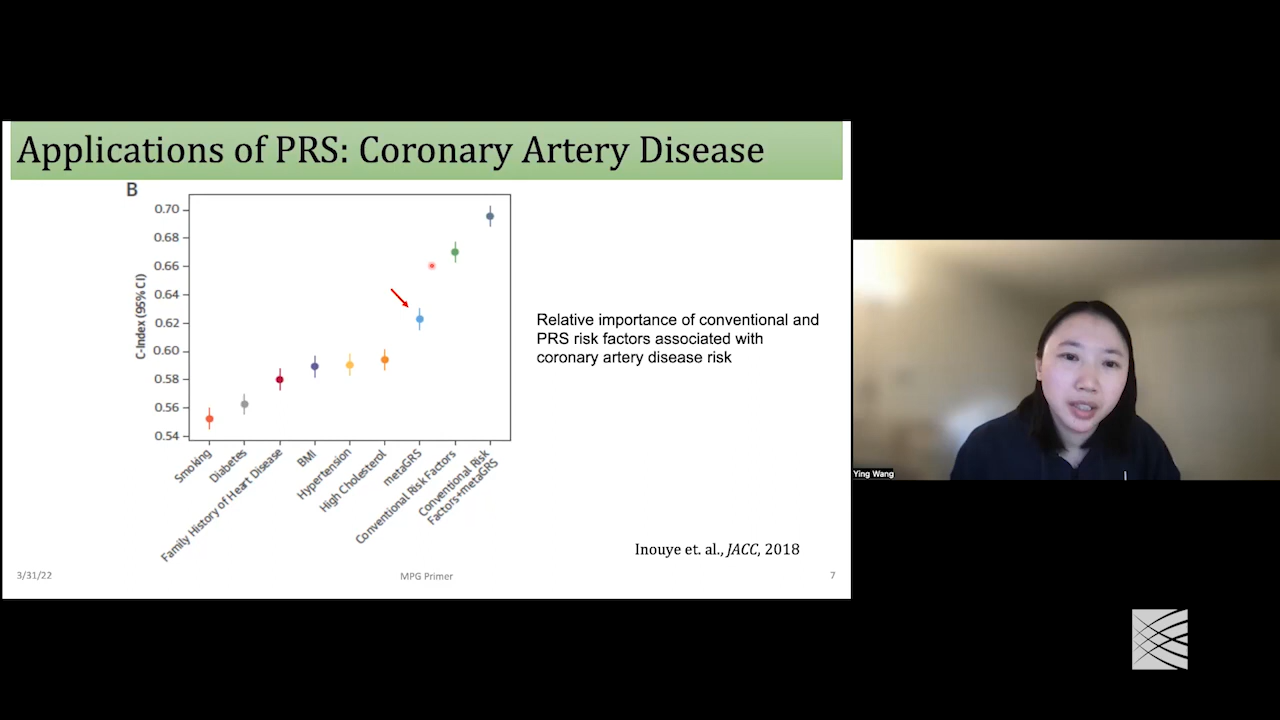 Applications of PRS: Coronary Artery Disease
B
C-Index (95% CI)
0.70
0.68
0.66
0.64
0.62
0.60
0.58
0.56
0.54
Smoking
Diabetes
Family History of Heart Disease
BMI
Hypertension
High Cholesterol
metaGRS
Conventional Risk Factors
Conventional Risk
Factors+metaGRS
Relative importance of conventional and
PRS risk factors associated with
coronary artery disease risk
Inouye et. al., JACC, 2018
3/31/22
MPG Primer
7
Ying Wang